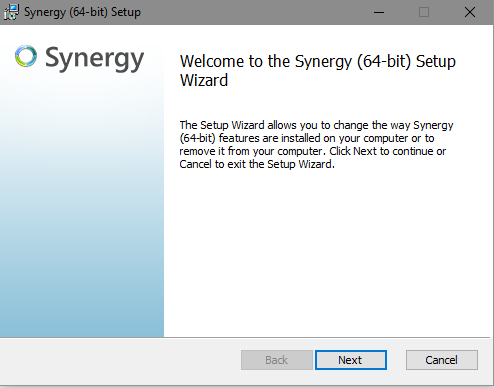 Synergy (64-bit) Setup
Synergy
Welcome to the Synergy (64-bit) Setup
Wizard
The Setup Wizard allows you to change the way Synergy
(64-bit) features are installed on your computer or to
remove it from your computer. Click Next to continue or
Cancel to exit the Setup Wizard.
Back
Next
Cancel